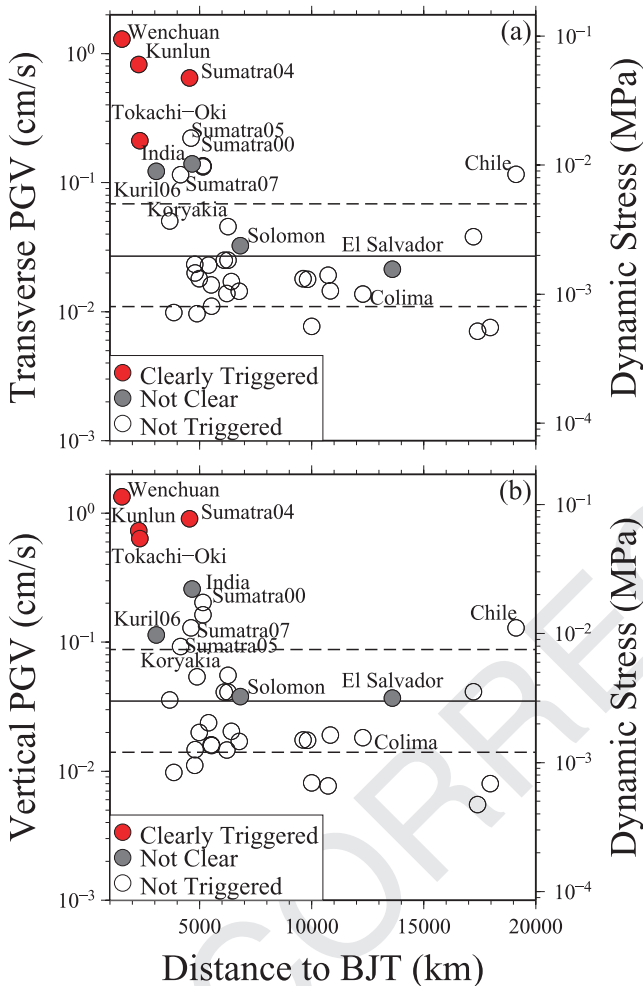 (a)
Wenchuan
Kunlun
Sumatra04
Tokachi−Oki
Sumatra05
Sumatra00
India
Chile
Kuril06
Sumatra07
Koryakia
Solomon
El Salvador
Colima
Clearly Triggered
Not Clear
Not Triggered
10⁰
10⁻¹
10⁻²
10⁻³
Transverse PGV (cm/s)
10⁻¹
10⁻²
10⁻³
10⁻⁴
Dynamic Stress (MPa)
(b)
Wenchuan
Kunlun
Sumatra04
Tokachi−Oki
India
Sumatra00
Kuril06
Chile
Sumatra07
Sumatra05
Koryakia
Solomon
El Salvador
Colima
Clearly Triggered
Not Clear
Not Triggered
10⁰
10⁻¹
10⁻²
10⁻³
Vertical PGV (cm/s)
10⁻¹
10⁻²
10⁻³
10⁻⁴
Dynamic Stress (MPa)
5000 10000 15000 20000
Distance to BJT (km)
CORRE